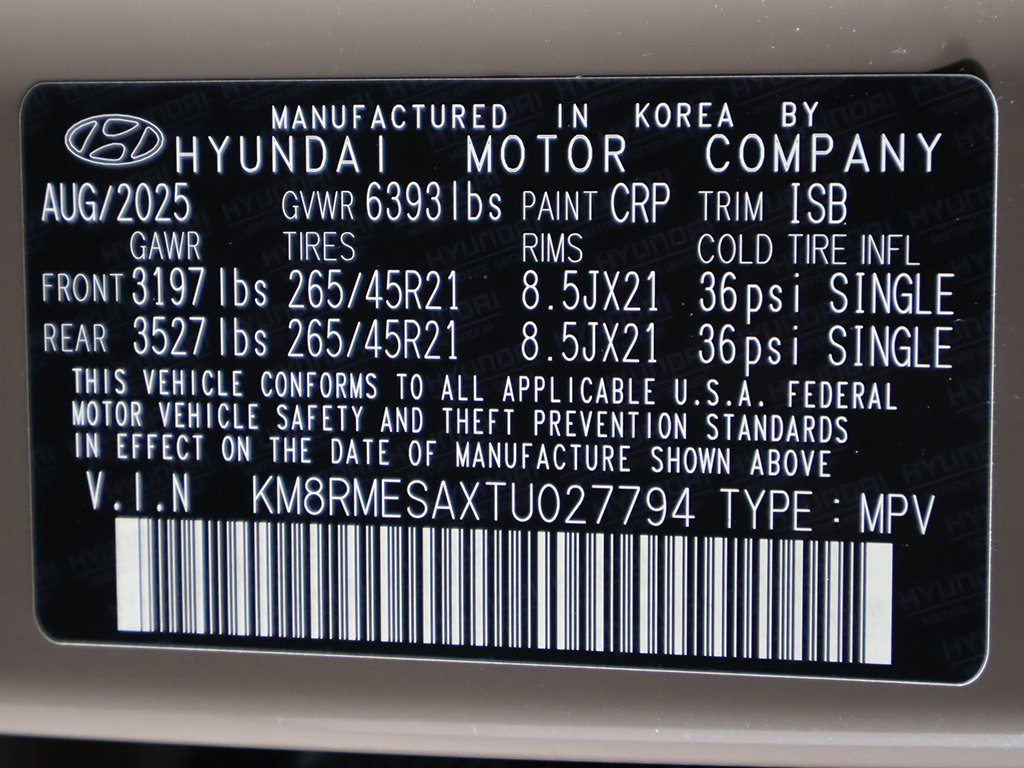 MANUFACTURED IN KOREA BY
HYUNDAI MOTOR COMPANY
AUG/2025 GVWR 6393lbs PAINT CRP TRIM ISB
GAWR TIRES RIMS COLD TIRE INFL
FRONT 3197lbs 265/45R21 8.5JX21 36psi SINGLE
REAR 3527lbs 265/45R21 8.5JX21 36psi SINGLE
THIS VEHICLE CONFORMS TO ALL APPLICABLE U.S.A. FEDERAL
MOTOR VEHICLE SAFETY AND THEFT PREVENTION STANDARDS
IN EFFECT ON THE DATE OF MANUFACTURE SHOWN ABOVE
V.I.N KM8RMESAXTU027794 TYPE : MPV